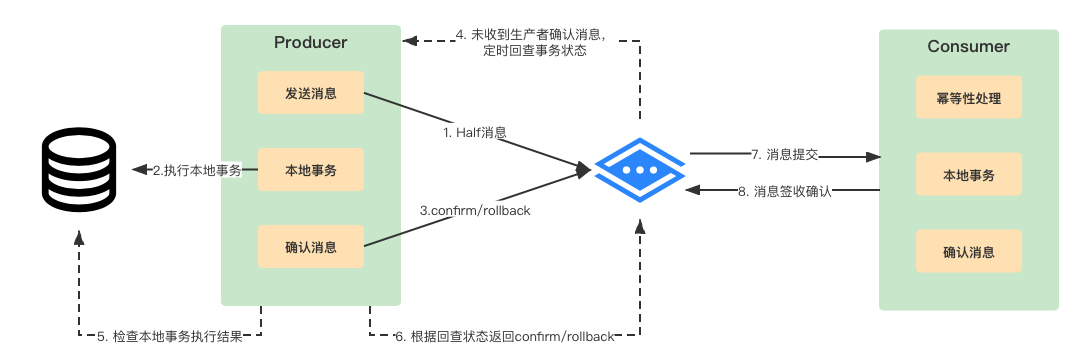 Producer
发送消息
本地事务
确认消息
1. Half消息
2.执行本地事务
3.confirm/rollback
4. 未收到生产者确认消息，
定时回查事务状态
5. 检查本地事务执行结果
6. 根据回查状态返回confirm/rollback
7. 消息提交
8. 消息签收确认
Consumer
幂等性处理
本地事务
确认消息